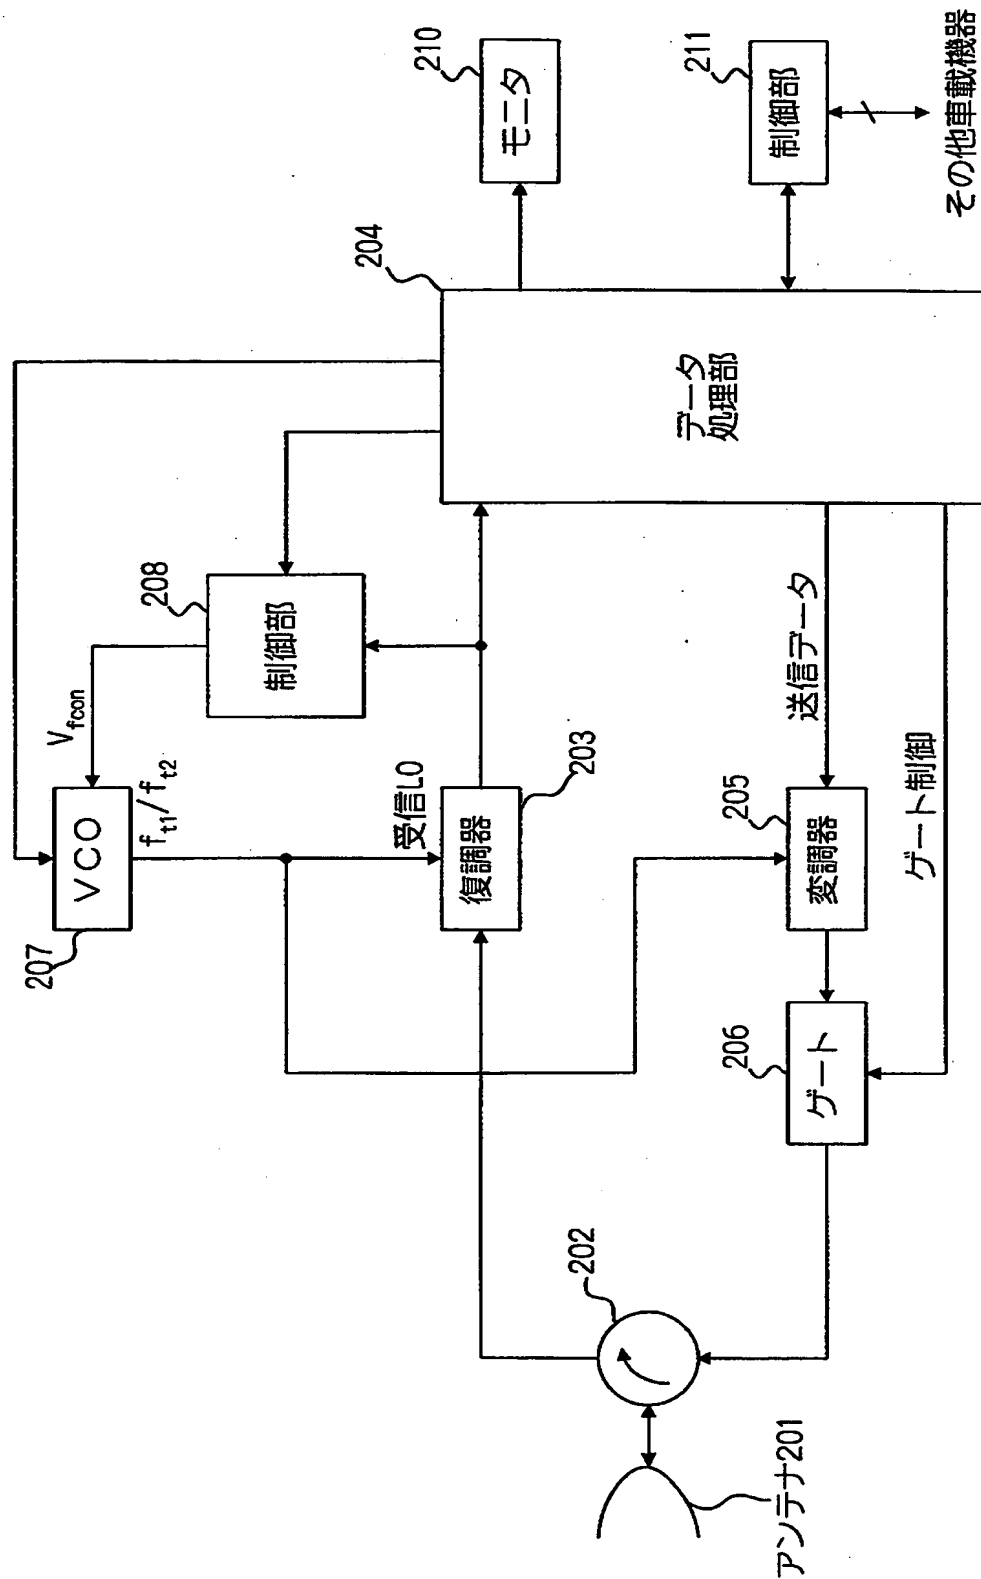 207
VCO
V_fcon
f_t1/f_t2
208
制御部
204
データ
処理部
210
モニタ
211
制御部
その他車載機器
受信LO
復調器
203
送信データ
205
変調器
ゲート制御
206
ゲート
202
アンテナ201